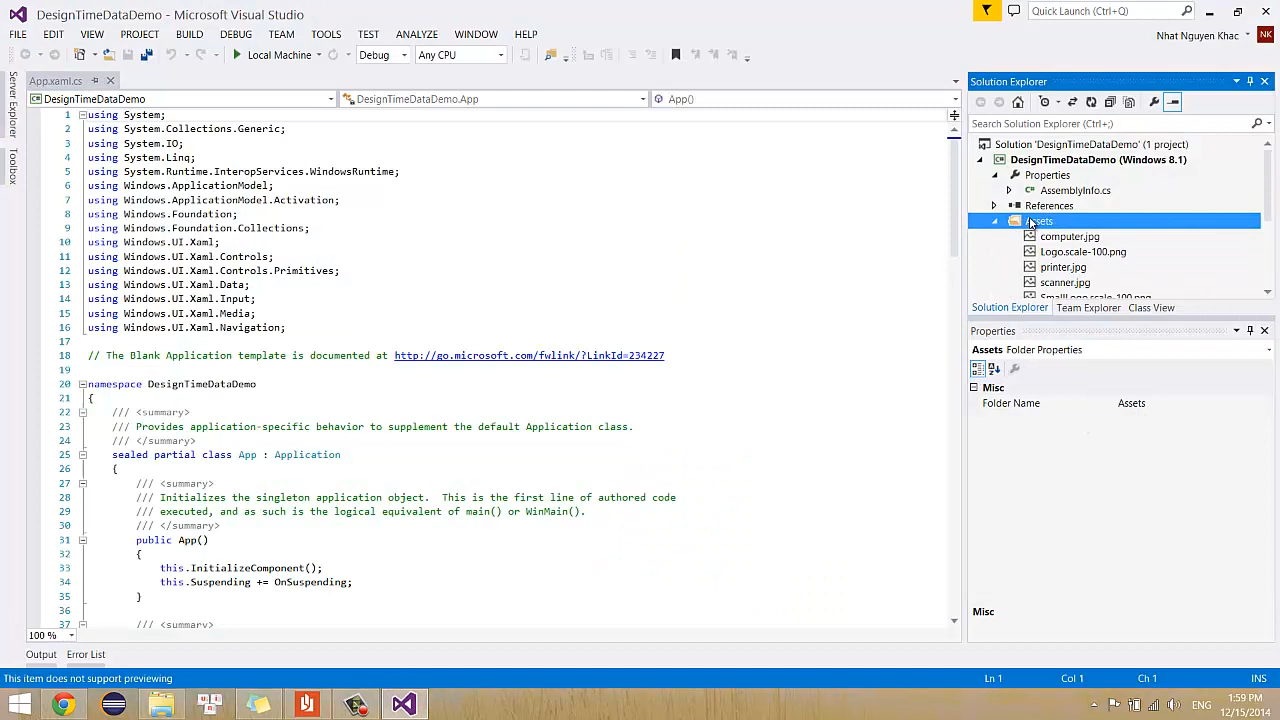 DesignTimeDataDemo - Microsoft Visual Studio
Quick Launch (Ctrl+Q)
FILE EDIT VIEW PROJECT BUILD DEBUG TEAM TOOLS TEST ANALYZE WINDOW HELP
Nhat Nguyen Khac NK
Local Machine Debug Any CPU
Server Explorer
Toolbox
App.xaml.cs
DesignTimeDataDemo DesignTimeDataDemo.App App()
1 using System;
2 using System.Collections.Generic;
3 using System.IO;
4 using System.Linq;
5 using System.Runtime.InteropServices.WindowsRuntime;
6 using Windows.ApplicationModel;
7 using Windows.ApplicationModel.Activation;
8 using Windows.Foundation;
9 using Windows.Foundation.Collections;
10 using Windows.UI.Xaml;
11 using Windows.UI.Xaml.Controls;
12 using Windows.UI.Xaml.Controls.Primitives;
13 using Windows.UI.Xaml.Data;
14 using Windows.UI.Xaml.Input;
15 using Windows.UI.Xaml.Media;
16 using Windows.UI.Xaml.Navigation;
17
18 // The Blank Application template is documented at http://go.microsoft.com/fwlink/?LinkId=234227
19
20 namespace DesignTimeDataDemo
21 {
22 /// <summary>
23 /// Provides application-specific behavior to supplement the default Application class.
24 /// </summary>
25 sealed partial class App : Application
26 {
27 /// <summary>
28 /// Initializes the singleton application object.  This is the first line of authored code
29 /// executed, and as such is the logical equivalent of main() or WinMain().
30 /// </summary>
31 public App()
32 {
33 this.InitializeComponent();
34 this.Suspending += OnSuspending;
35 }
36
37 /// <summary>
100 %
Output Error List
Solution Explorer
Search Solution Explorer (Ctrl+;)
Solution 'DesignTimeDataDemo' (1 project)
DesignTimeDataDemo (Windows 8.1)
Properties
AssemblyInfo.cs
References
Assets
computer.jpg
Logo.scale-100.png
printer.jpg
scanner.jpg
SmallLogo.scale-100.png
Solution Explorer Team Explorer Class View
Properties
Assets Folder Properties
Misc
Folder Name Assets
Misc
This item does not support previewing Ln 1 Col 1 Ch 1 INS
ENG
1:59 PM
12/15/2014